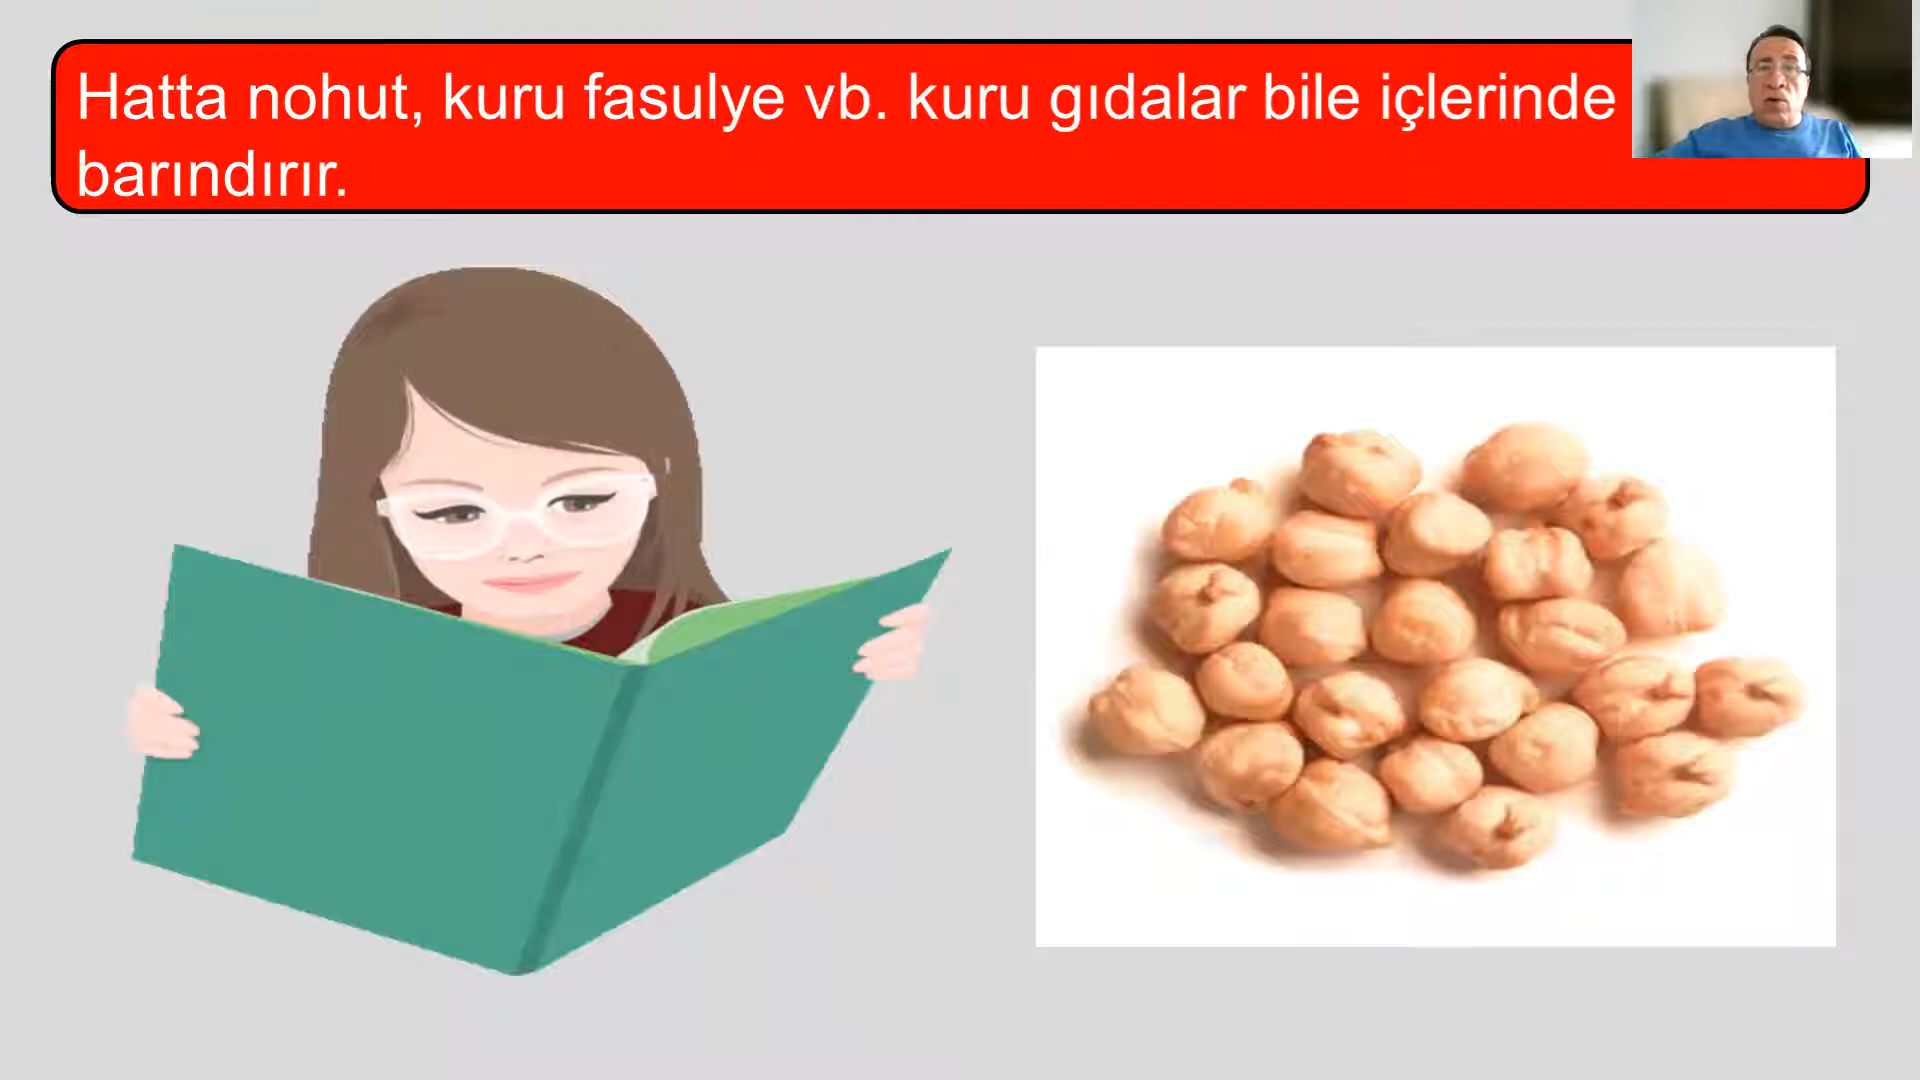 Hatta nohut, kuru fasulye vb. kuru gıdalar bile içlerinde
barındırır.